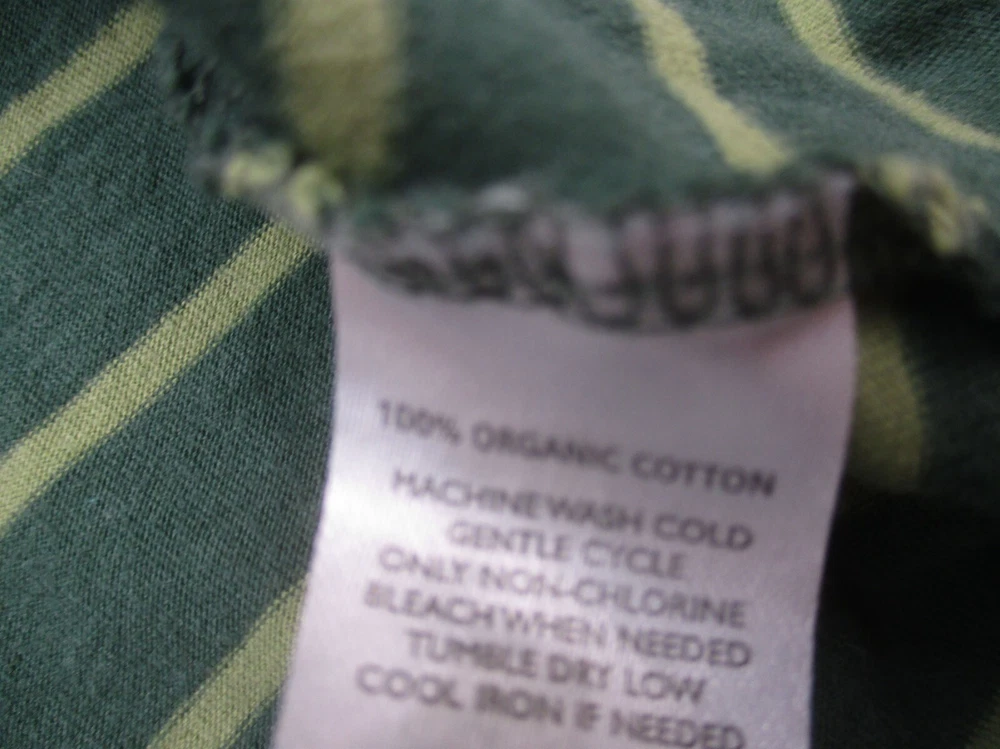 100% ORGANIC COTTON
MACHINE WASH COLD
GENTLE CYCLE
ONLY NON-CHLORINE
BLEACH WHEN NEEDED
TUMBLE DRY LOW
COOL IRON IF NEEDED